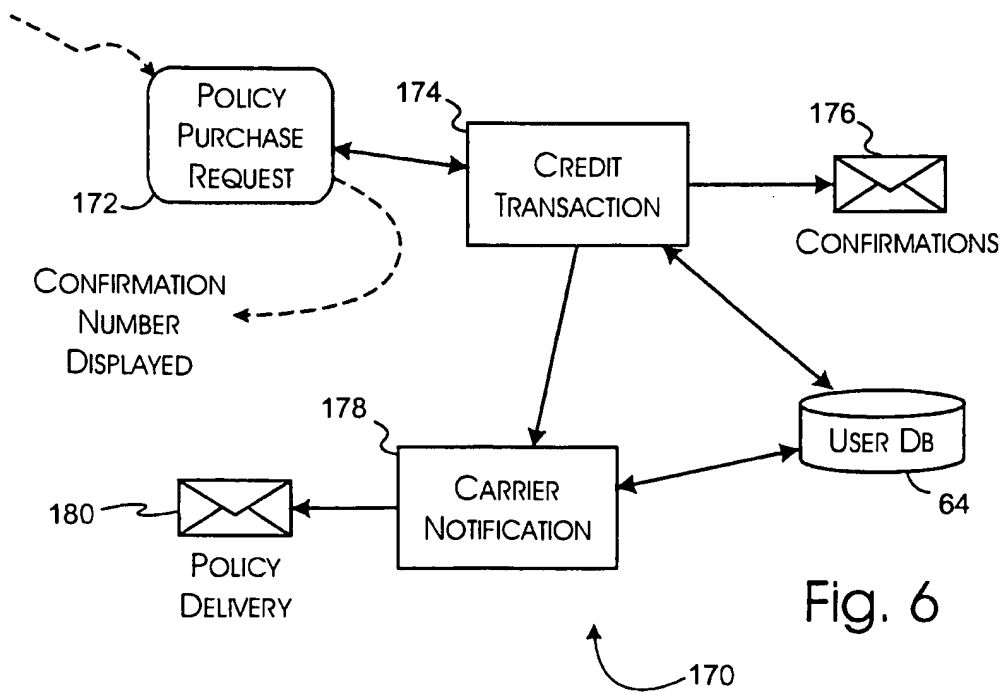 174
176
POLICY
PURCHASE
REQUEST
172
CREDIT
TRANSACTION
CONFIRMATIONS
CONFIRMATION
NUMBER
DISPLAYED
178
USER DB
64
180
CARRIER
NOTIFICATION
POLICY
DELIVERY
Fig. 6
170